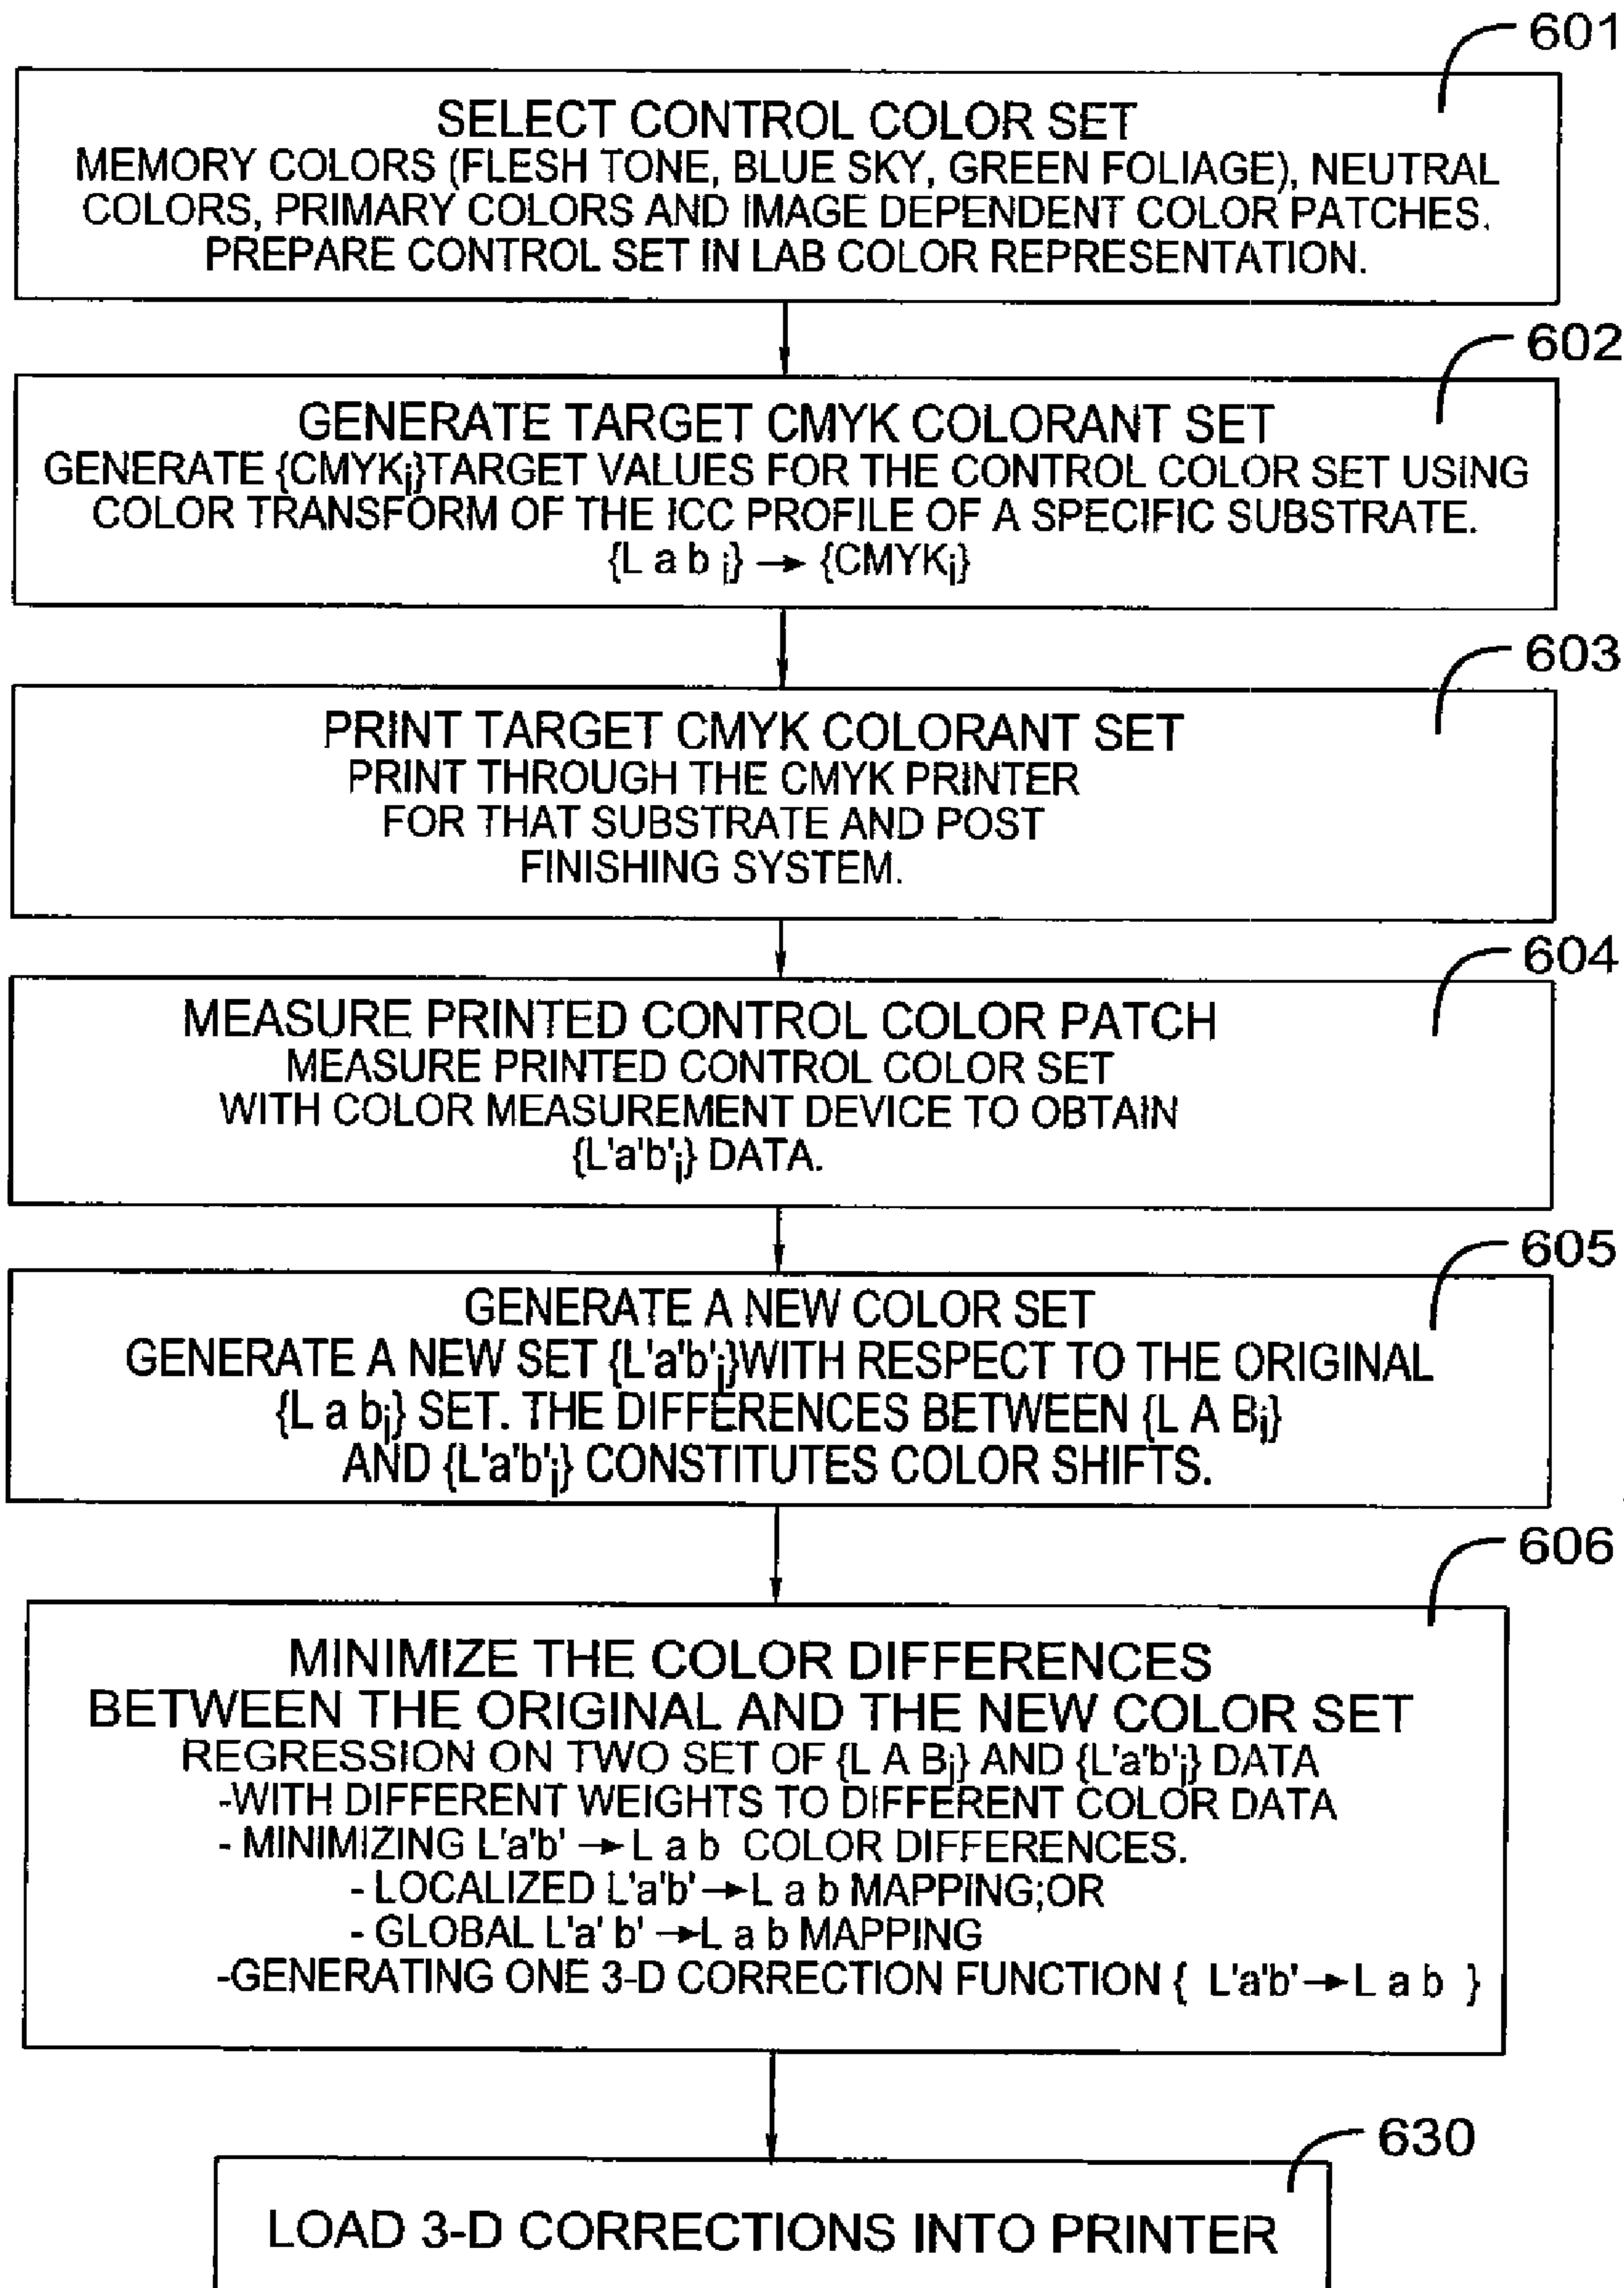 601
SELECT CONTROL COLOR SET
MEMORY COLORS (FLESH TONE, BLUE SKY, GREEN FOLIAGE), NEUTRAL
COLORS, PRIMARY COLORS AND IMAGE DEPENDENT COLOR PATCHES.
PREPARE CONTROL SET IN LAB COLOR REPRESENTATION.
602
GENERATE TARGET CMYK COLORANT SET
GENERATE {CMYKj}TARGET VALUES FOR THE CONTROL COLOR SET USING
COLOR TRANSFORM OF THE ICC PROFILE OF A SPECIFIC SUBSTRATE.
{L a b j} → {CMYKj}
603
PRINT TARGET CMYK COLORANT SET
PRINT THROUGH THE CMYK PRINTER
FOR THAT SUBSTRATE AND POST
FINISHING SYSTEM.
604
MEASURE PRINTED CONTROL COLOR PATCH
MEASURE PRINTED CONTROL COLOR SET
WITH COLOR MEASUREMENT DEVICE TO OBTAIN
{L'a'b'j} DATA.
605
GENERATE A NEW COLOR SET
GENERATE A NEW SET {L'a'b'j}WITH RESPECT TO THE ORIGINAL
{L a bj} SET. THE DIFFERENCES BETWEEN {L A Bj}
AND {L'a'b'j} CONSTITUTES COLOR SHIFTS.
606
MINIMIZE THE COLOR DIFFERENCES
BETWEEN THE ORIGINAL AND THE NEW COLOR SET
REGRESSION ON TWO SET OF {L A Bj} AND {L'a'b'j} DATA
-WITH DIFFERENT WEIGHTS TO DIFFERENT COLOR DATA
- MINIMIZING L'a'b' → L a b COLOR DIFFERENCES.
- LOCALIZED L'a'b' → L a b MAPPING;OR
- GLOBAL L'a' b' → L a b MAPPING
-GENERATING ONE 3-D CORRECTION FUNCTION { L'a'b' → L a b }
630
LOAD 3-D CORRECTIONS INTO PRINTER